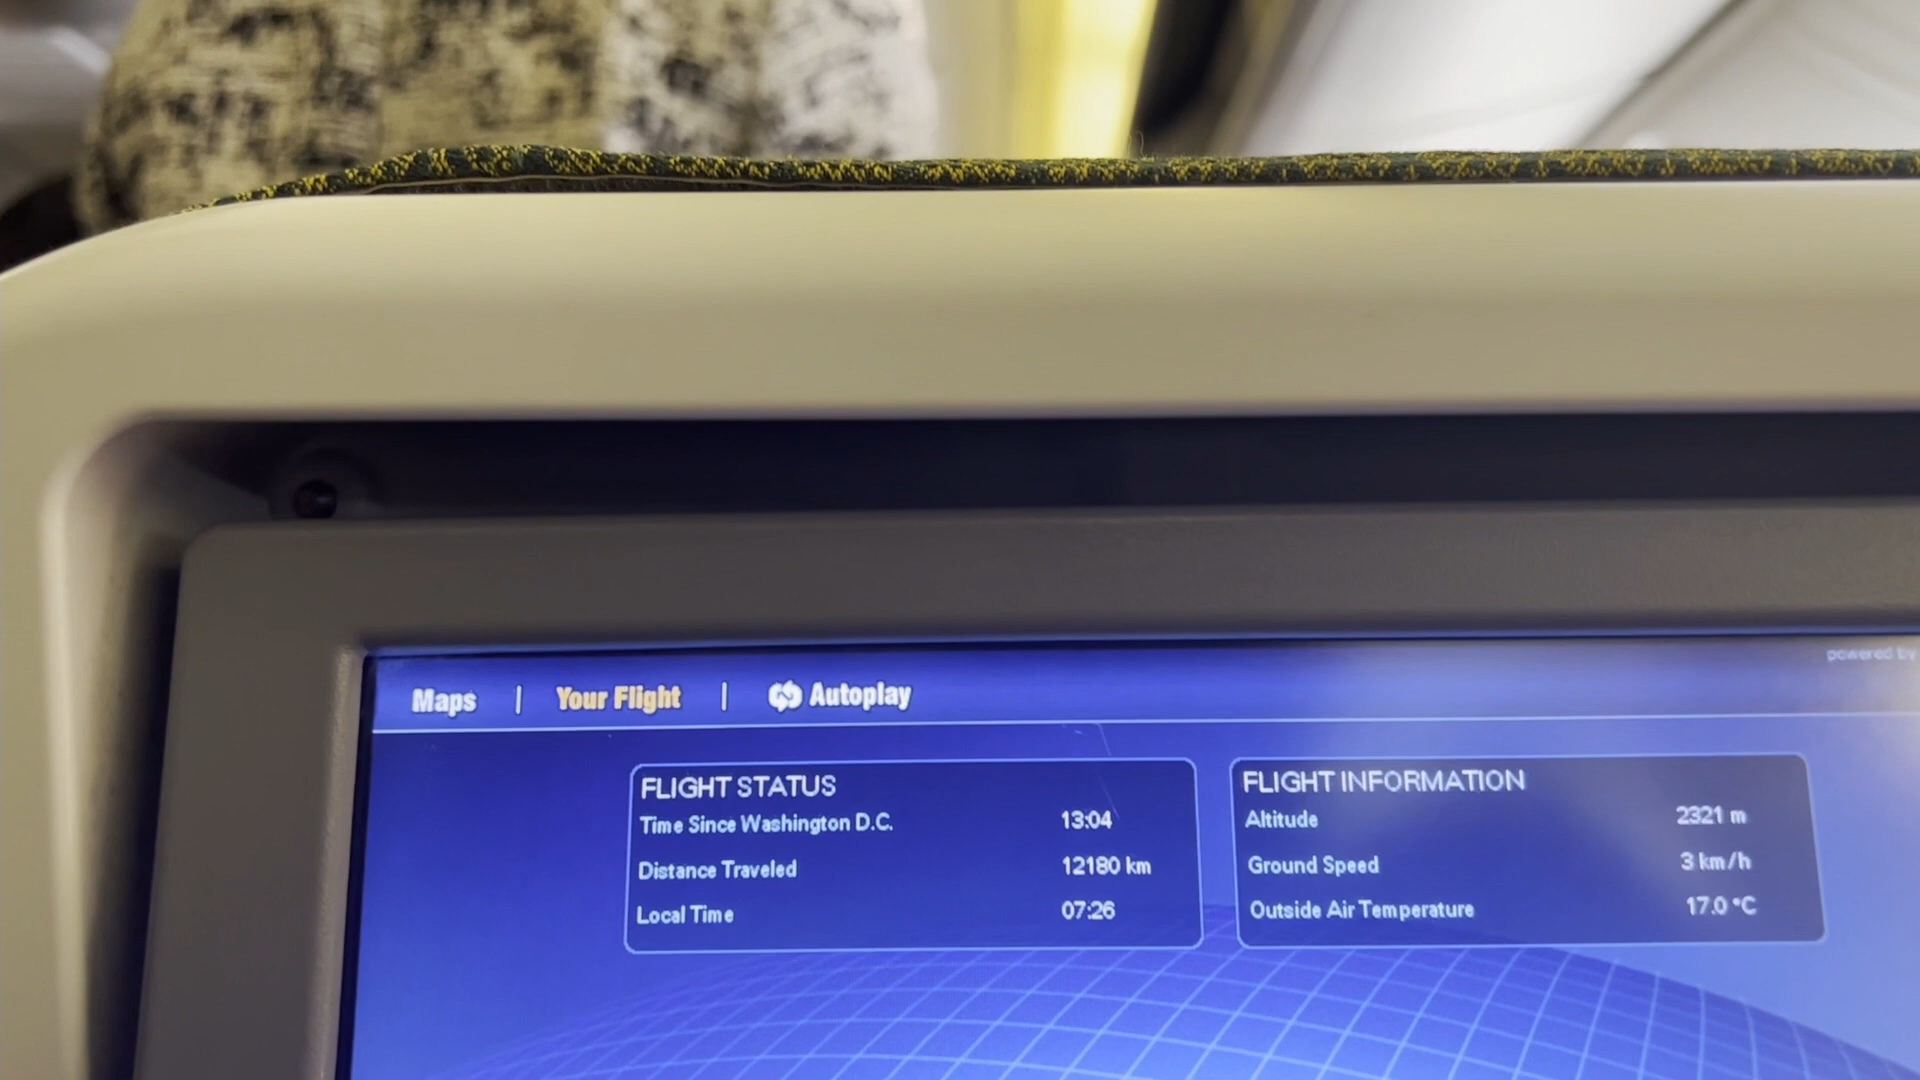 powered by
Maps | Your Flight | Autoplay
FLIGHT STATUS
Time Since Washington D.C. 13:04
Distance Traveled 12180 km
Local Time 07:26
FLIGHT INFORMATION
Altitude 2321 m
Ground Speed 3 km/h
Outside Air Temperature 17.0 °C